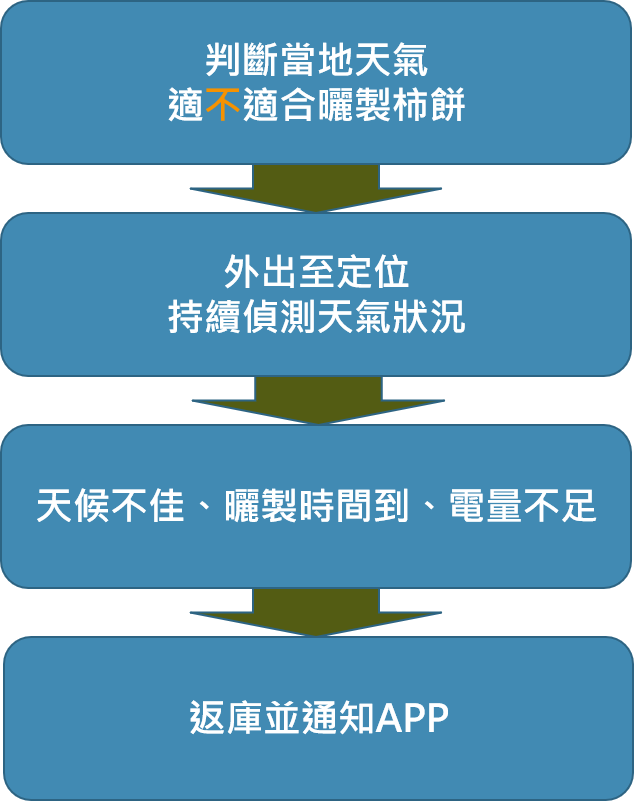 判斷當地天氣
適不適合曬製柿餅
外出至定位
持續偵測天氣狀況
天候不佳、曬製時間到、電量不足
返庫並通知APP